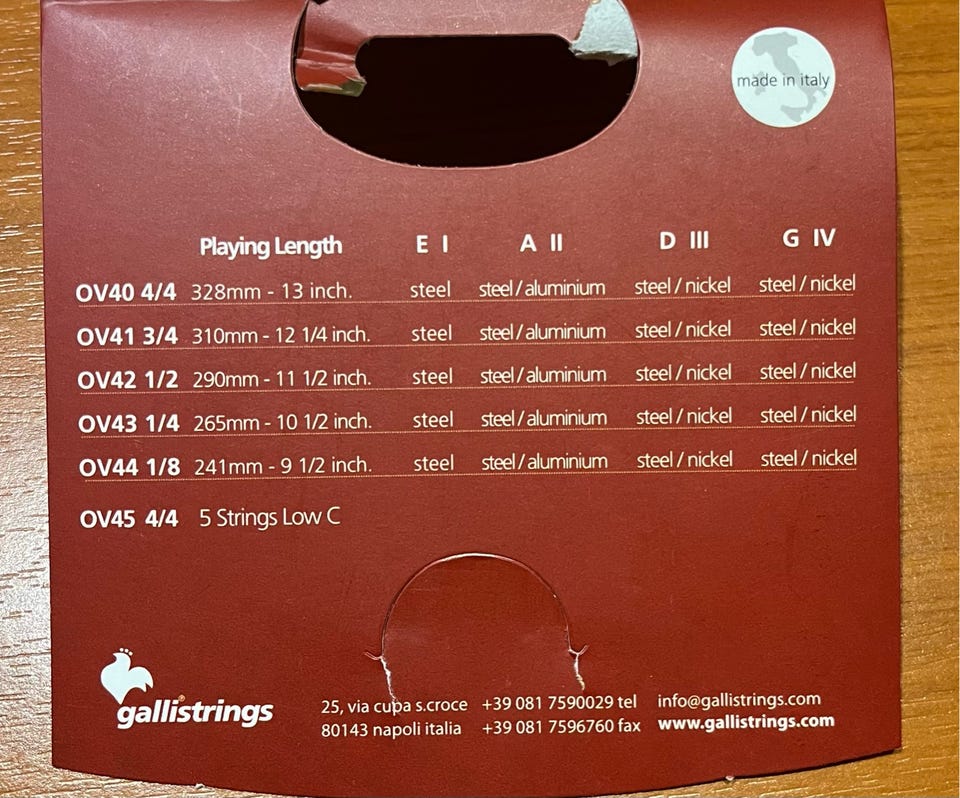 made in italy
Playing Length E I A II D III G IV
OV40 4/4 328mm - 13 inch. steel steel / aluminium steel / nickel steel / nickel
OV41 3/4 310mm - 12 1/4 inch. steel steel / aluminium steel / nickel steel / nickel
OV42 1/2 290mm - 11 1/2 inch. steel steel / aluminium steel / nickel steel / nickel
OV43 1/4 265mm - 10 1/2 inch. steel steel / aluminium steel / nickel steel / nickel
OV44 1/8 241mm - 9 1/2 inch. steel steel / aluminium steel / nickel steel / nickel
OV45 4/4 5 Strings Low C
gallistrings®
25, via cupa s.croce +39 081 7590029 tel info@gallistrings.com
80143 napoli italia +39 081 7596760 fax www.gallistrings.com